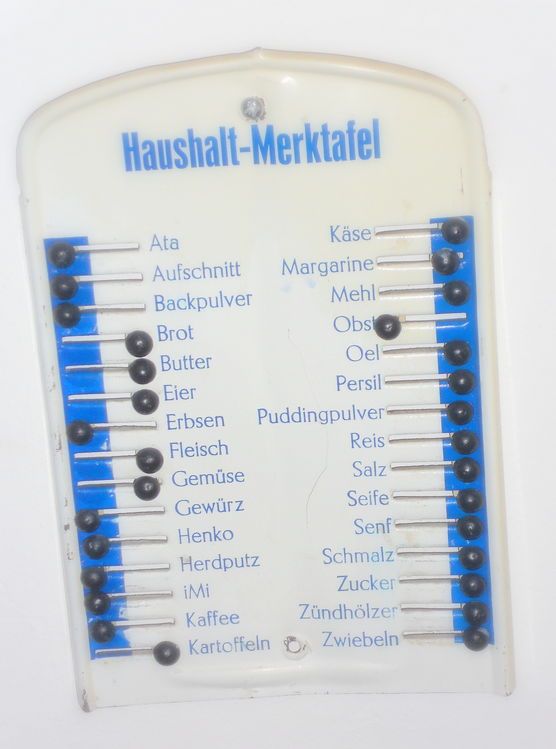 Haushalt-Merktafel
Ata
Aufschnitt
Backpulver
Brot
Butter
Eier
Erbsen
Fleisch
Gemüse
Gewürz
Henko
Herdputz
iMi
Kaffee
Kartoffeln
Käse
Margarine
Mehl
Obst
Oel
Persil
Puddingpulver
Reis
Salz
Seife
Senf
Schmalz
Zucker
Zündhölzer
Zwiebeln